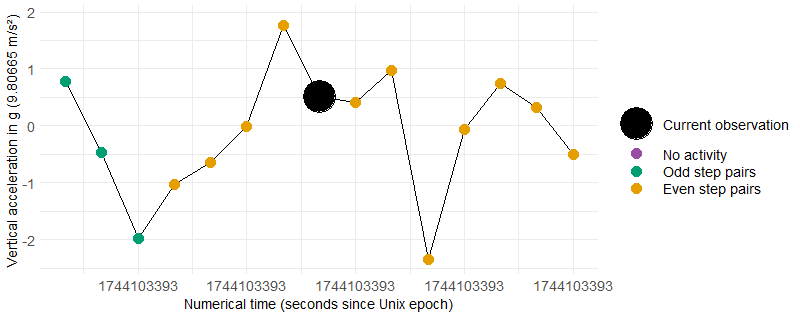 Vertical acceleration in g (9.80665 m/s²)
2
1
0
-1
-2
1744103393 1744103393 1744103393 1744103393 1744103393
Numerical time (seconds since Unix epoch)
Current observation
No activity
Odd step pairs
Even step pairs